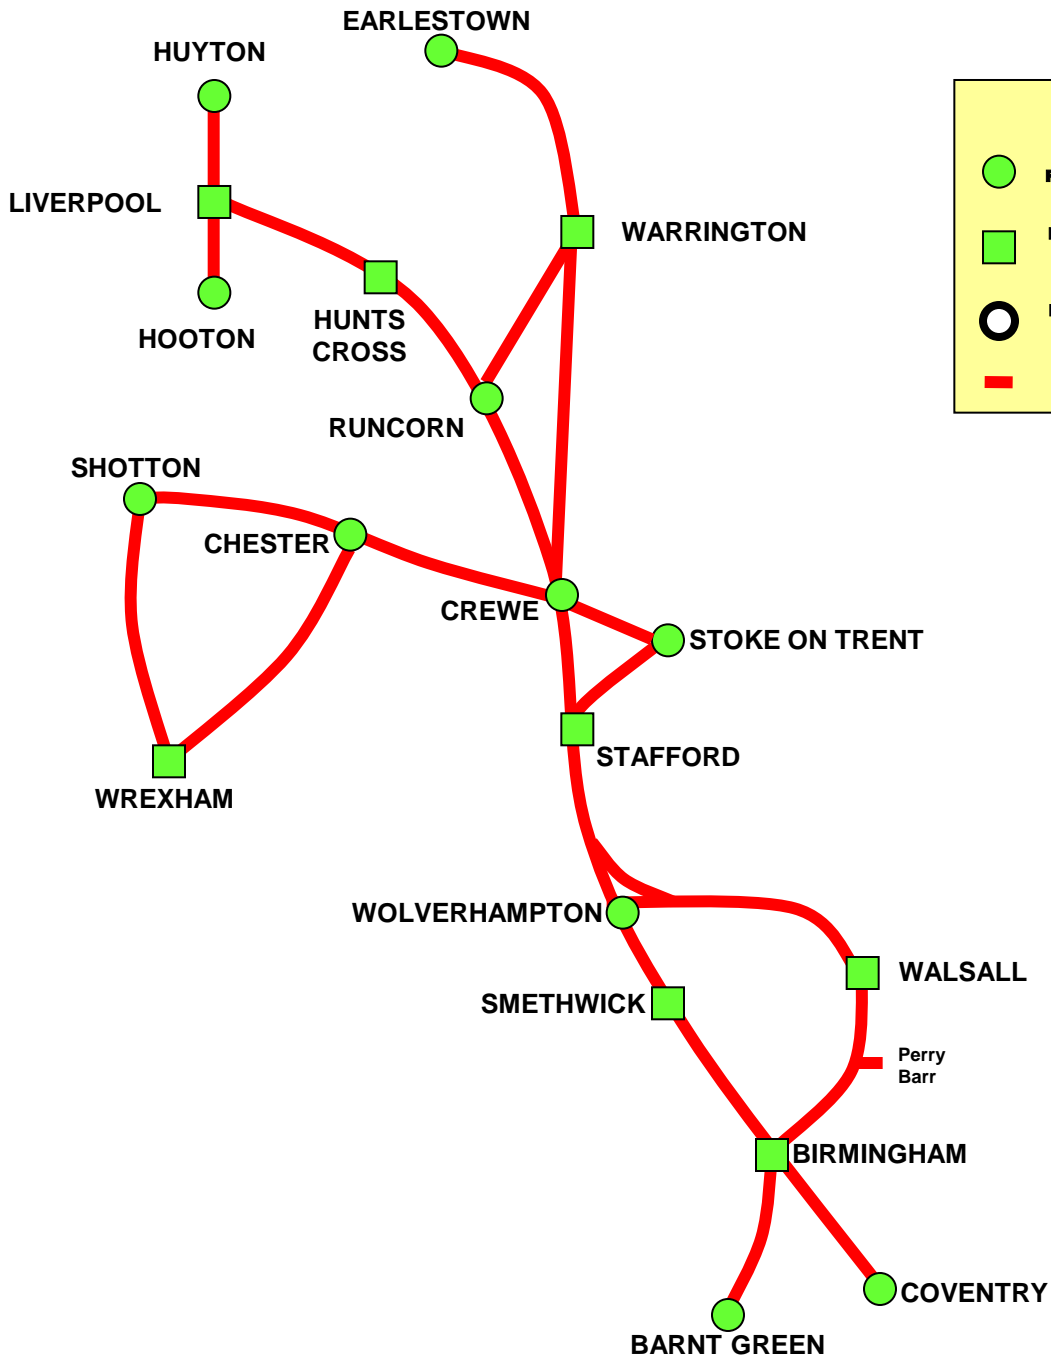 EARLESTOWN
HUYTON
LIVERPOOL
WARRINGTON
HOOTON
HUNTS
CROSS
RUNCORN
SHOTTON
CHESTER
CREWE
STOKE ON TRENT
STAFFORD
WREXHAM
WOLVERHAMPTON
WALSALL
SMETHWICK
Perry
Barr
BIRMINGHAM
COVENTRY
BARNT GREEN